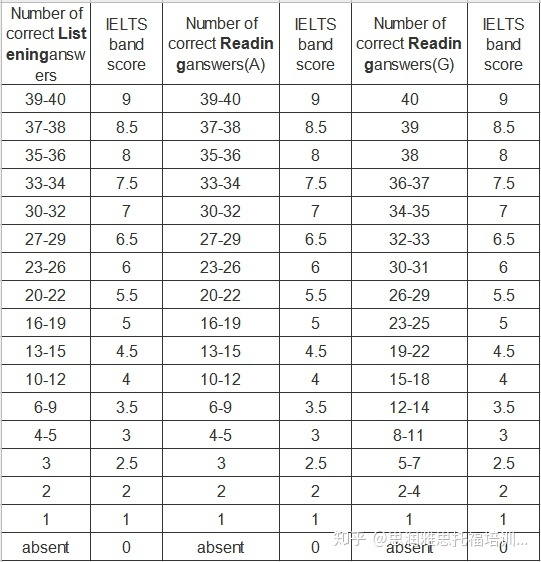 Number of correct Listeninganswers IELTS band score Number of correct Readinganswers(A) IELTS band score Number of correct Readinganswers(G) IELTS band score
39-40 9 39-40 9 40 9
37-38 8.5 37-38 8.5 39 8.5
35-36 8 35-36 8 38 8
33-34 7.5 33-34 7.5 36-37 7.5
30-32 7 30-32 7 34-35 7
27-29 6.5 27-29 6.5 32-33 6.5
23-26 6 23-26 6 30-31 6
20-22 5.5 20-22 5.5 26-29 5.5
16-19 5 16-19 5 23-25 5
13-15 4.5 13-15 4.5 19-22 4.5
10-12 4 10-12 4 15-18 4
6-9 3.5 6-9 3.5 12-14 3.5
4-5 3 4-5 3 8-11 3
3 2.5 3 2.5 5-7 2.5
2 2 2 2 2-4 2
1 1 1 1 1 1
absent 0 absent 0 absent 0
知乎 @思润雅思托福培训...